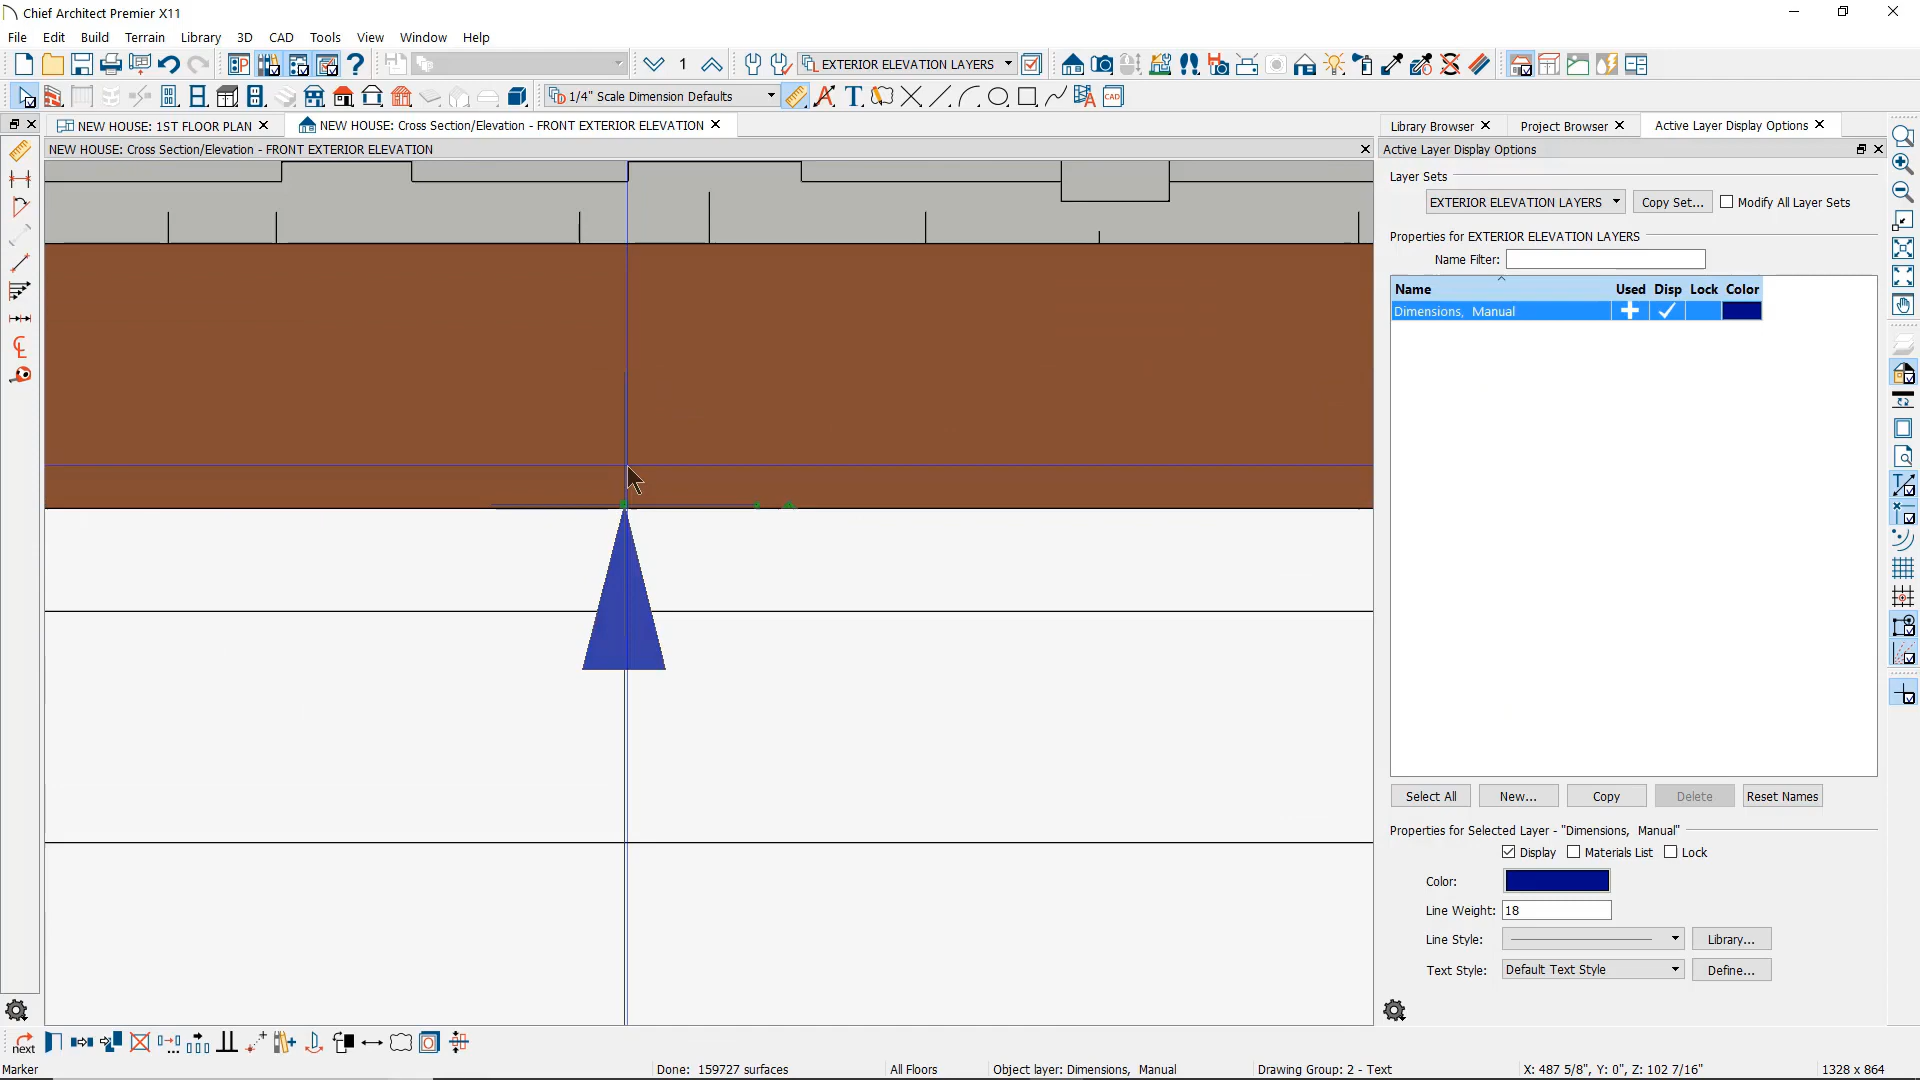 Chief Architect Premier X11
File Edit Build Terrain Library 3D CAD Tools View Window Help
1 EXTERIOR ELEVATION LAYERS
1/4" Scale Dimension Defaults CAD
NEW HOUSE: 1ST FLOOR PLAN NEW HOUSE: Cross Section/Elevation - FRONT EXTERIOR ELEVATION Library Browser Project Browser Active Layer Display Options
NEW HOUSE: Cross Section/Elevation - FRONT EXTERIOR ELEVATION
Active Layer Display Options
Layer Sets
EXTERIOR ELEVATION LAYERS Copy Set... Modify All Layer Sets
Properties for EXTERIOR ELEVATION LAYERS
Name Filter:
Name Used Disp Lock Color
Dimensions, Manual
Select All New... Copy Delete Reset Names
Properties for Selected Layer - "Dimensions, Manual"
Display Materials List Lock
Color:
Line Weight: 18
Line Style: Library...
Text Style: Default Text Style Define...
next
Marker Done: 159727 surfaces All Floors Object layer: Dimensions, Manual Drawing Group: 2 - Text X: 487 5/8", Y: 0", Z: 102 7/16" 1328 x 864